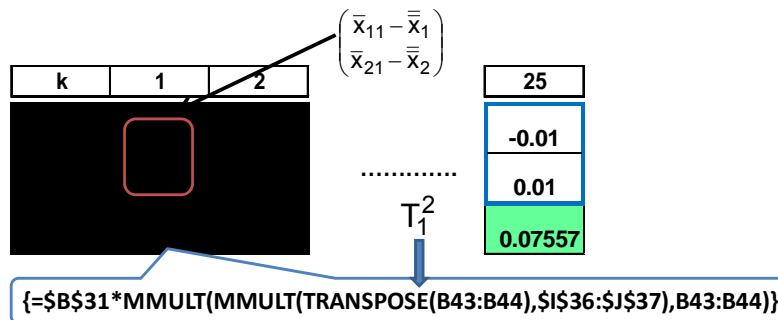 x̄₁₁ − x̿₁
x̄₂₁ − x̿₂
k 1 2 25
-0.01
.............
0.01
T₁²
0.07557
{=$B$31*MMULT(MMULT(TRANSPOSE(B43:B44),$I$36:$J$37),B43:B44)}